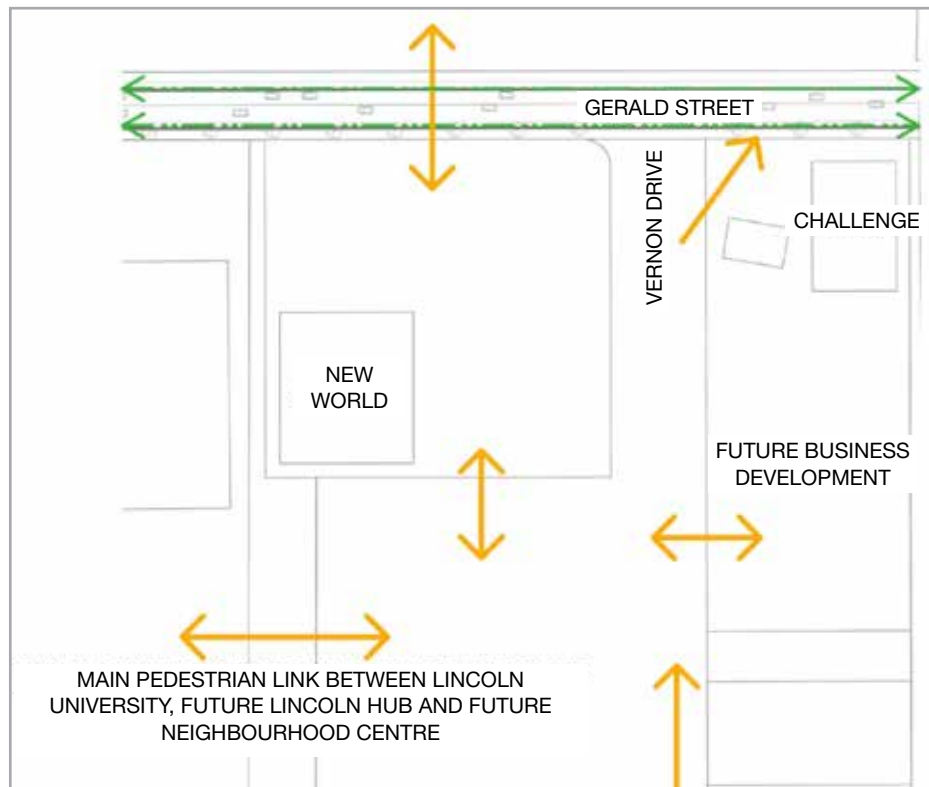 GERALD STREET
VERNON DRIVE
CHALLENGE
NEW
WORLD
FUTURE BUSINESS
DEVELOPMENT
MAIN PEDESTRIAN LINK BETWEEN LINCOLN
UNIVERSITY, FUTURE LINCOLN HUB AND FUTURE
NEIGHBOURHOOD CENTRE